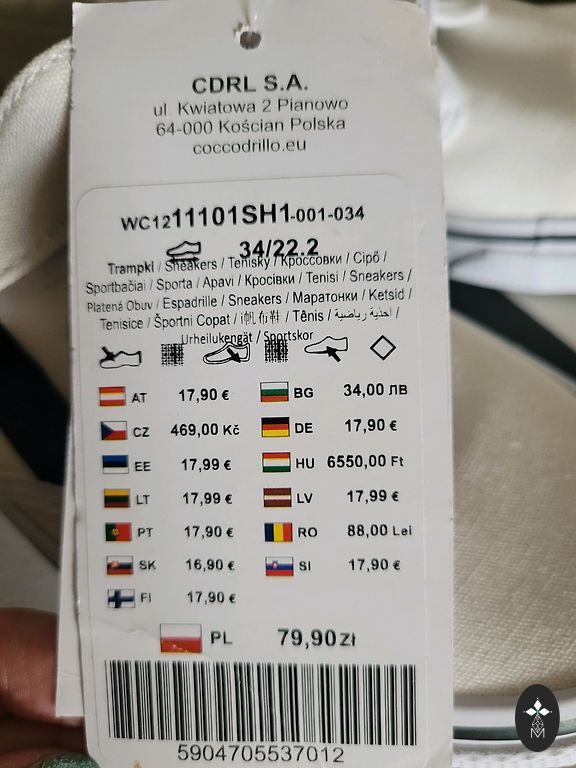 CDRL S.A.
ul. Kwiatowa 2 Pianowo
64-000 Kościan Polska
coccodrillo.eu
WC1211101SH1-001-034
34/22.2
Trampki / Sneakers / Tenisky / Кроссовки / Cipő /
Sportbačiai / Sporta / Apavi / Кросівки / Tenisi / Sneakers /
Platená Obuv / Espadrille / Sneakers / Маратонки / Ketsid /
Tenisice / Športni Copat / 帆布鞋 / Tênis / أحذية رياضية /
Urheilukengät / Sportskor
AT 17,90 € BG 34,00 ЛВ
CZ 469,00 Kč DE 17,90 €
EE 17,99 € HU 6550,00 Ft
LT 17,99 € LV 17,99 €
PT 17,90 € RO 88,00 Lei
SK 16,90 € SI 17,90 €
FI 17,90 €
PL 79,90 zł
5904705537012
M